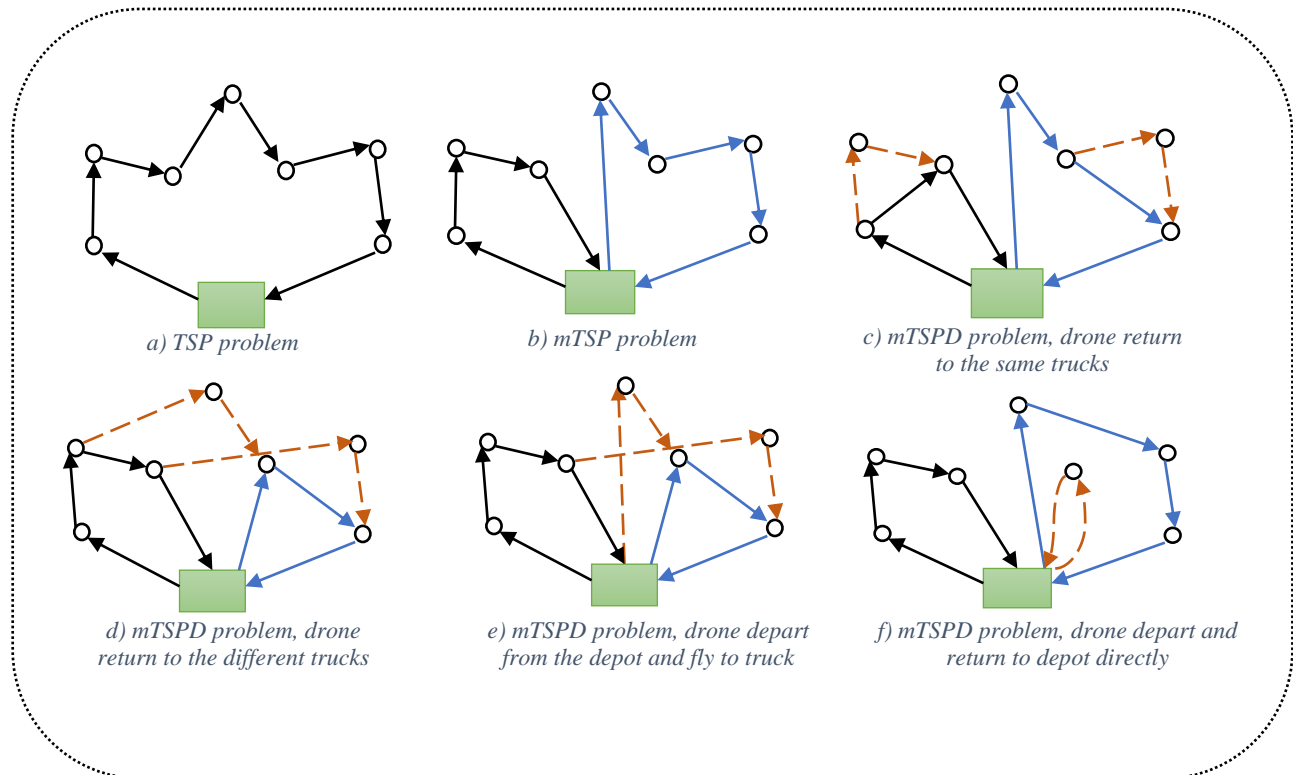 a) TSP problem
b) mTSP problem
c) mTSPD problem, drone return
to the same trucks
d) mTSPD problem, drone
return to the different trucks
e) mTSPD problem, drone depart
from the depot and fly to truck
f) mTSPD problem, drone depart and
return to depot directly